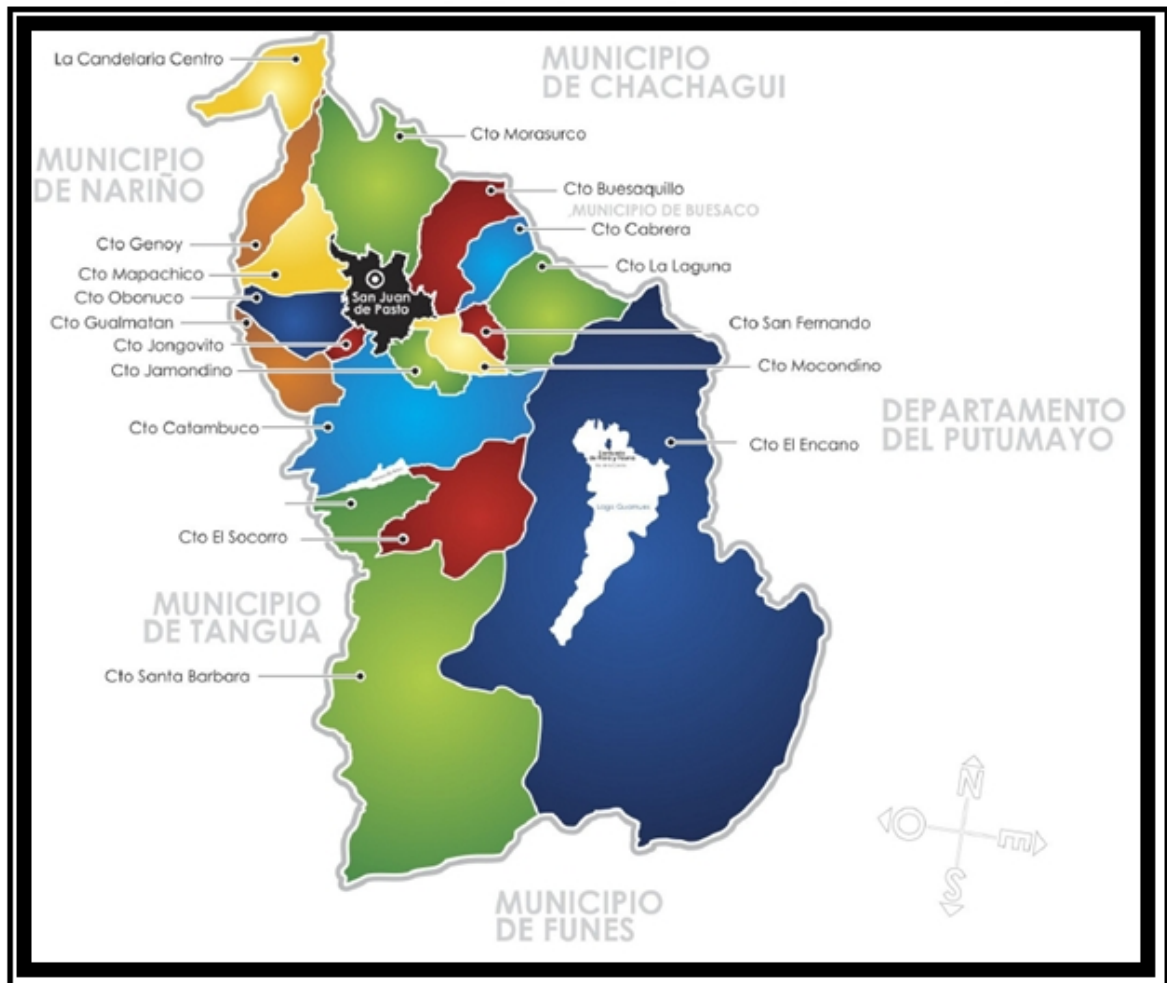 La Candelaria Centro
MUNICIPIO
DE CHACHAGUI
Cto Morasurco
MUNICIPIO
DE NARIÑO
Cto Buesaquillo
,MUNICIPIO DE BUESACO
Cto Cabrera
Cto Genoy
Cto La Laguna
Cto Mapachico
Cto Obonuco
San Juan
de Pasto
Cto Gualmatan
Cto San Fernando
Cto Jongovito
Cto Jamondino
Cto Mocondino
DEPARTAMENTO
DEL PUTUMAYO
Cto Catambuco
Cto El Encano
Lago Guamues
Cto El Socorro
MUNICIPIO
DE TANGUA
Cto Santa Barbara
N
O
E
S
MUNICIPIO
DE FUNES